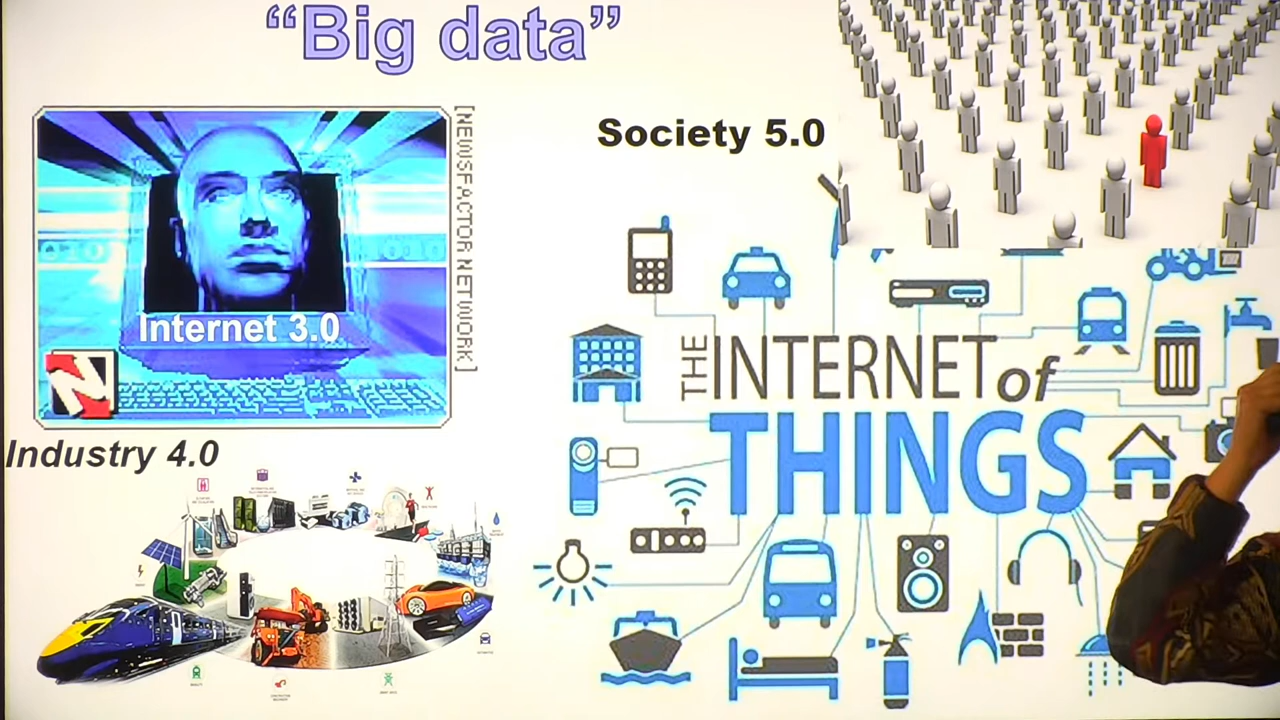 “Big data”
Society 5.0
[NEWSFACTOR NETWORK]
Internet 3.0
N
Industry 4.0
THE INTERNET of
THINGS